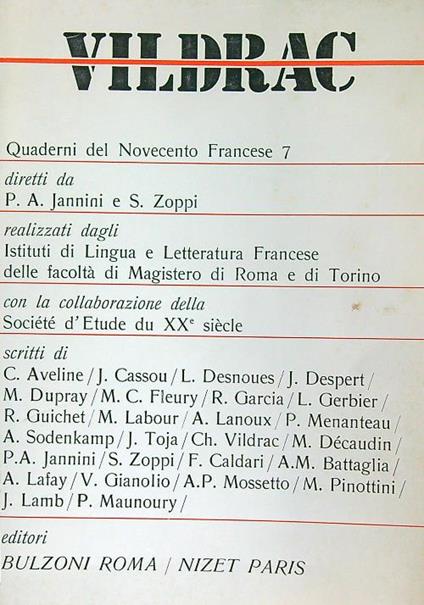 VILDRAC
Quaderni del Novecento Francese 7
diretti da
P. A. Jannini e S. Zoppi
realizzati dagli
Istituti di Lingua e Letteratura Francese
delle facoltà di Magistero di Roma e di Torino
con la collaborazione della
Société d'Etude du XXe siècle
scritti di
C. Aveline / J. Cassou / L. Desnoues / J. Despert /
M. Dupray / M. C. Fleury / R. Garcia / L. Gerbier /
R. Guichet / M. Labour / A. Lanoux / P. Menanteau /
A. Sodenkamp / J. Toja / Ch. Vildrac / M. Décaudin /
P.A. Jannini / S. Zoppi / F. Caldari / A.M. Battaglia /
A. Lafay / V. Gianolio / A.P. Mossetto / M. Pinottini /
J. Lamb / P. Maunoury /
editori
BULZONI ROMA / NIZET PARIS